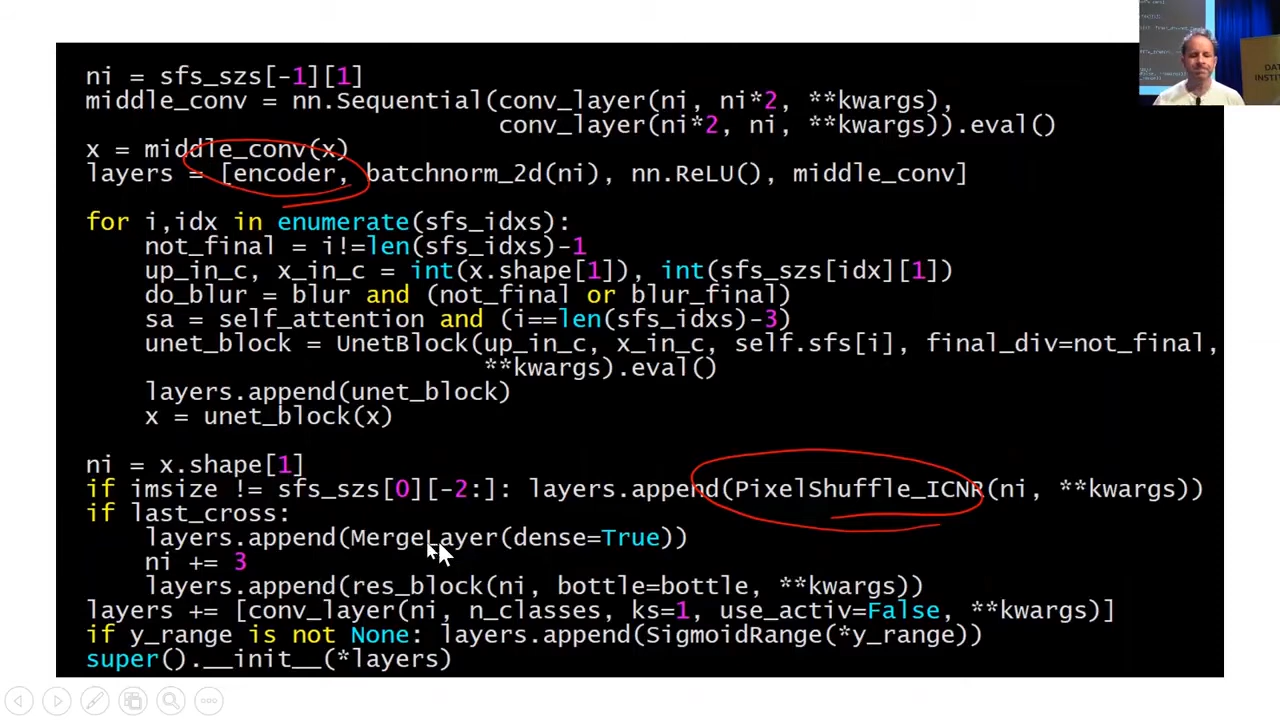 ni = sfs_szs[-1][1]
middle_conv = nn.Sequential(conv_layer(ni, ni*2, **kwargs),
conv_layer(ni*2, ni, **kwargs)).eval()
x = middle_conv(x)
layers = [encoder, batchnorm_2d(ni), nn.ReLU(), middle_conv]
for i,idx in enumerate(sfs_idxs):
not_final = i!=len(sfs_idxs)-1
up_in_c, x_in_c = int(x.shape[1]), int(sfs_szs[idx][1])
do_blur = blur and (not_final or blur_final)
sa = self_attention and (i==len(sfs_idxs)-3)
unet_block = UnetBlock(up_in_c, x_in_c, self.sfs[i], final_div=not_final,
**kwargs).eval()
layers.append(unet_block)
x = unet_block(x)
ni = x.shape[1]
if imsize != sfs_szs[0][-2:]: layers.append(PixelShuffle_ICNR(ni, **kwargs))
if last_cross:
layers.append(MergeLayer(dense=True))
ni += 3
layers.append(res_block(ni, bottle=bottle, **kwargs))
layers += [conv_layer(ni, n_classes, ks=1, use_activ=False, **kwargs)]
if y_range is not None: layers.append(SigmoidRange(*y_range))
super().__init__(*layers)